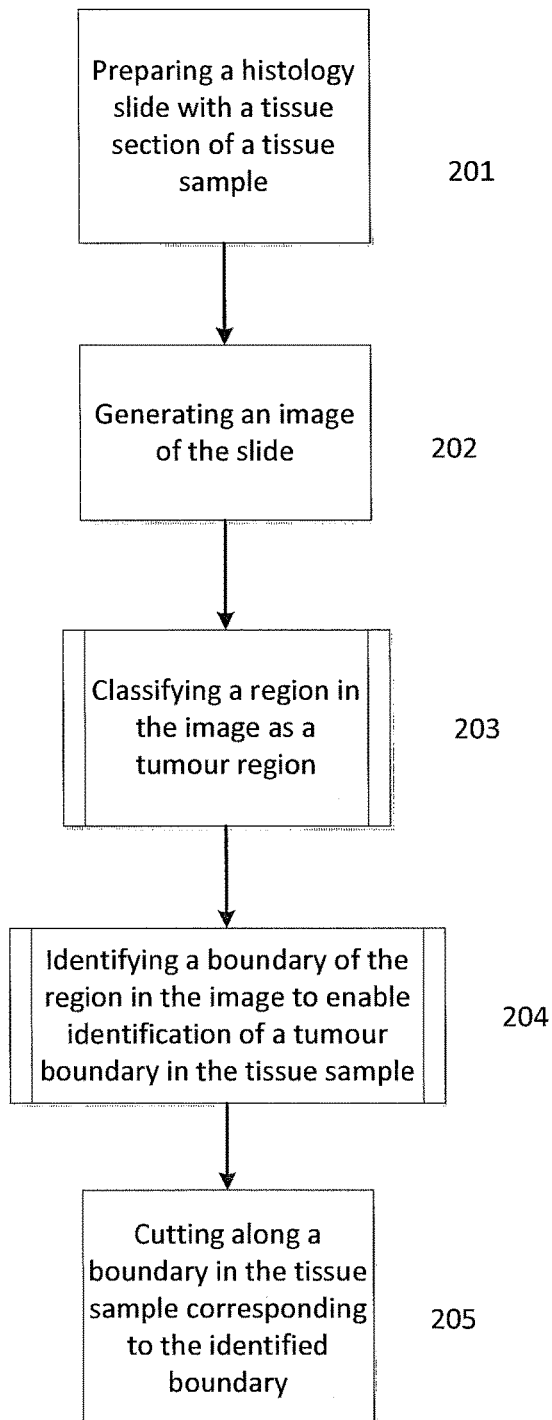 Preparing a histology
slide with a tissue
section of a tissue
sample
201
Generating an image
of the slide
202
Classifying a region in
the image as a
tumour region
203
Identifying a boundary of the
region in the image to enable
identification of a tumour
boundary in the tissue sample
204
Cutting along a
boundary in the tissue
sample corresponding
to the identified
boundary
205